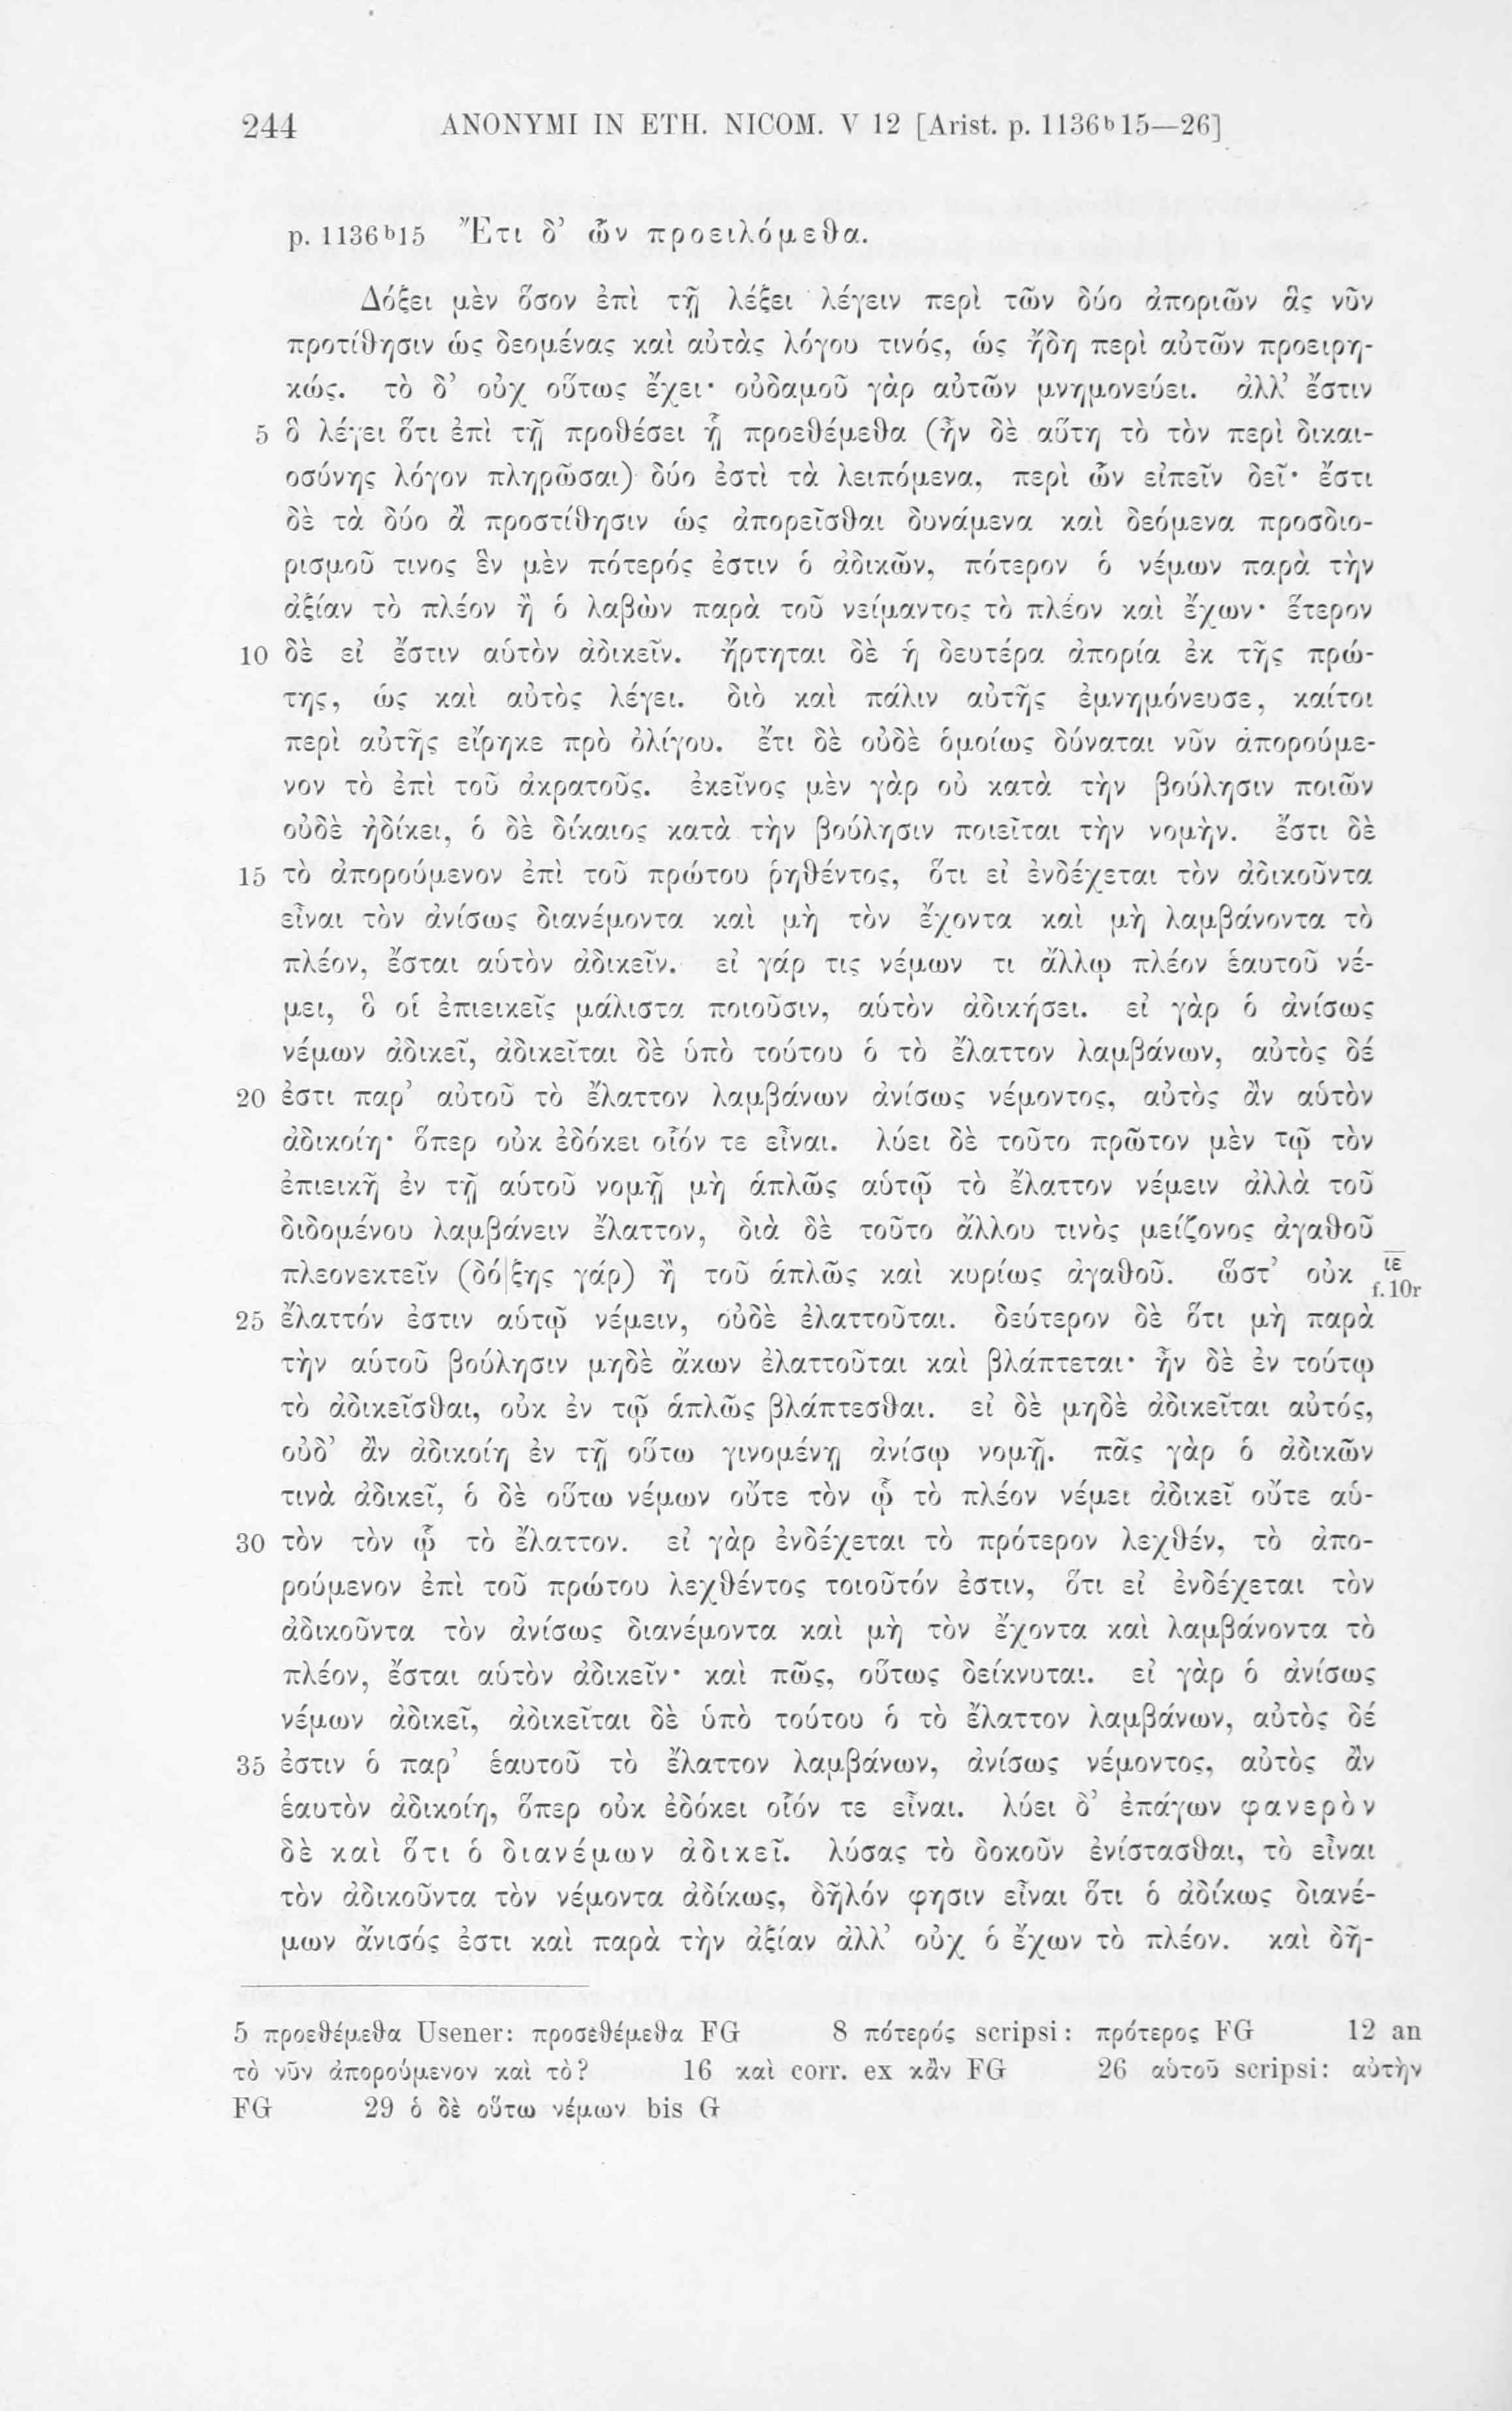 244 ANONYMI IN ETH. NICOM. V 12 [Arist. p. 1136ᵇ15—26]
p. 1136ᵇ15 Ἔτι δ’ ὧν προειλόμεθα.
Δόξει μὲν ὅσον ἐπὶ τῇ λέξει λέγειν περὶ τῶν δύο ἀποριῶν ἃς νῦν
προτίθησιν ὡς δεομένας καὶ αὐτὰς λόγου τινός, ὡς ἤδη περὶ αὐτῶν προειρη-
κώς. τὸ δ’ οὐχ οὕτως ἔχει· οὐδαμοῦ γὰρ αὐτῶν μνημονεύει. ἀλλ’ ἔστιν
5 ὃ λέγει ὅτι ἐπὶ τῇ προθέσει ᾗ προεθέμεθα (ἦν δὲ αὕτη τὸ τὸν περὶ δικαι-
οσύνης λόγον πληρῶσαι) δύο ἐστὶ τὰ λειπόμενα, περὶ ὧν εἰπεῖν δεῖ· ἔστι
δὲ τὰ δύο ἃ προστίθησιν ὡς ἀπορεῖσθαι δυνάμενα καὶ δεόμενα προσδιο-
ρισμοῦ τινος ἓν μὲν πότερός ἐστιν ὁ ἀδικῶν, πότερον ὁ νέμων παρὰ τὴν
ἀξίαν τὸ πλέον ἢ ὁ λαβὼν παρὰ τοῦ νείμαντος τὸ πλέον καὶ ἔχων· ἕτερον
10 δὲ εἰ ἔστιν αὑτὸν ἀδικεῖν. ἤρτηται δὲ ἡ δευτέρα ἀπορία ἐκ τῆς πρώ-
της, ὡς καὶ αὐτὸς λέγει. διὸ καὶ πάλιν αὐτῆς ἐμνημόνευσε, καίτοι
περὶ αὐτῆς εἴρηκε πρὸ ὀλίγου. ἔτι δὲ οὐδὲ ὁμοίως δύναται νῦν ἀπορούμε-
νον τὸ ἐπὶ τοῦ ἀκρατοῦς. ἐκεῖνος μὲν γὰρ οὐ κατὰ τὴν βούλησιν ποιῶν
οὐδὲ ἠδίκει, ὁ δὲ δίκαιος κατὰ τὴν βούλησιν ποιεῖται τὴν νομὴν. ἔστι δὲ
15 τὸ ἀπορούμενον ἐπὶ τοῦ πρώτου ῥηθέντος, ὅτι εἰ ἐνδέχεται τὸν ἀδικοῦντα
εἶναι τὸν ἀνίσως διανέμοντα καὶ μὴ τὸν ἔχοντα καὶ μὴ λαμβάνοντα τὸ
πλέον, ἔσται αὑτὸν ἀδικεῖν. εἰ γάρ τις νέμων τι ἄλλῳ πλέον ἑαυτοῦ νέ-
μει, ὃ οἱ ἐπιεικεῖς μάλιστα ποιοῦσιν, αὑτὸν ἀδικήσει. εἰ γὰρ ὁ ἀνίσως
νέμων ἀδικεῖ, ἀδικεῖται δὲ ὑπὸ τούτου ὁ τὸ ἔλαττον λαμβάνων, αὐτὸς δέ
20 ἐστι παρ’ αὐτοῦ τὸ ἔλαττον λαμβάνων ἀνίσως νέμοντος, αὐτὸς ἂν αὑτὸν
ἀδικοίη· ὅπερ οὐκ ἐδόκει οἷόν τε εἶναι. λύει δὲ τοῦτο πρῶτον μὲν τῷ τὸν
ἐπιεικῆ ἐν τῇ αὑτοῦ νομῇ μὴ ἁπλῶς αὑτῷ τὸ ἔλαττον νέμειν ἀλλὰ τοῦ
διδομένου λαμβάνειν ἔλαττον, διὰ δὲ τοῦτο ἄλλου τινὸς μείζονος ἀγαθοῦ
πλεονεκτεῖν (δό|ξης γάρ) ἢ τοῦ ἁπλῶς καὶ κυρίως ἀγαθοῦ. ὥστ’ οὐκ ιε f. 10r
25 ἔλαττόν ἐστιν αὑτῷ νέμειν, οὐδὲ ἐλαττοῦται. δεύτερον δὲ ὅτι μὴ παρὰ
τὴν αὑτοῦ βούλησιν μηδὲ ἄκων ἐλαττοῦται καὶ βλάπτεται· ἦν δὲ ἐν τούτῳ
τὸ ἀδικεῖσθαι, οὐκ ἐν τῷ ἁπλῶς βλάπτεσθαι. εἰ δὲ μηδὲ ἀδικεῖται αὐτός,
οὐδ’ ἂν ἀδικοίη ἐν τῇ οὕτω γινομένῃ ἀνίσῳ νομῇ. πᾶς γὰρ ὁ ἀδικῶν
τινὰ ἀδικεῖ, ὁ δὲ οὕτω νέμων οὔτε τὸν ᾧ τὸ πλέον νέμει ἀδικεῖ οὔτε αὑ-
30 τὸν τὸν ᾧ τὸ ἔλαττον. εἰ γὰρ ἐνδέχεται τὸ πρότερον λεχθέν, τὸ ἀπο-
ρούμενον ἐπὶ τοῦ πρώτου λεχθέντος τοιοῦτόν ἐστιν, ὅτι εἰ ἐνδέχεται τὸν
ἀδικοῦντα τὸν ἀνίσως διανέμοντα καὶ μὴ τὸν ἔχοντα καὶ λαμβάνοντα τὸ
πλέον, ἔσται αὑτὸν ἀδικεῖν· καὶ πῶς, οὕτως δείκνυται. εἰ γὰρ ὁ ἀνίσως
νέμων ἀδικεῖ, ἀδικεῖται δὲ ὑπὸ τούτου ὁ τὸ ἔλαττον λαμβάνων, αὐτὸς δέ
35 ἐστιν ὁ παρ’ ἑαυτοῦ τὸ ἔλαττον λαμβάνων, ἀνίσως νέμοντος, αὐτὸς ἂν
ἑαυτὸν ἀδικοίη, ὅπερ οὐκ ἐδόκει οἷόν τε εἶναι. λύει δ’ ἐπάγων φανερὸν
δὲ καὶ ὅτι ὁ διανέμων ἀδικεῖ. λύσας τὸ δοκοῦν ἐνίστασθαι, τὸ εἶναι
τὸν ἀδικοῦντα τὸν νέμοντα ἀδίκως, δῆλόν φησιν εἶναι ὅτι ὁ ἀδίκως διανέ-
μων ἄνισός ἐστι καὶ παρὰ τὴν ἀξίαν ἀλλ’ οὐχ ὁ ἔχων τὸ πλέον. καὶ δῆ-
5 προεθέμεθα Usener: προσεθέμεθα FG 8 πότερός scripsi: πρότερος FG 12 an
τὸ νῦν ἀπορούμενον καὶ τὸ? 16 καὶ corr. ex κἂν FG 26 αὑτοῦ scripsi: αὐτὴν
FG 29 ὁ δὲ οὕτω νέμων bis G